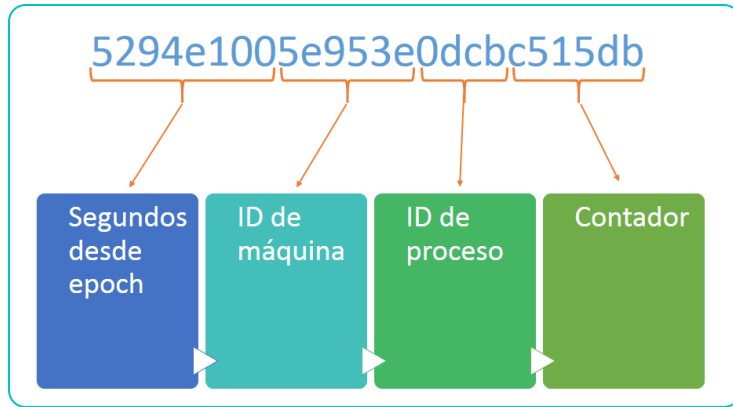 5294e1005e953e0dcbc515db
Segundos
desde
epoch
ID de
máquina
ID de
proceso
Contador